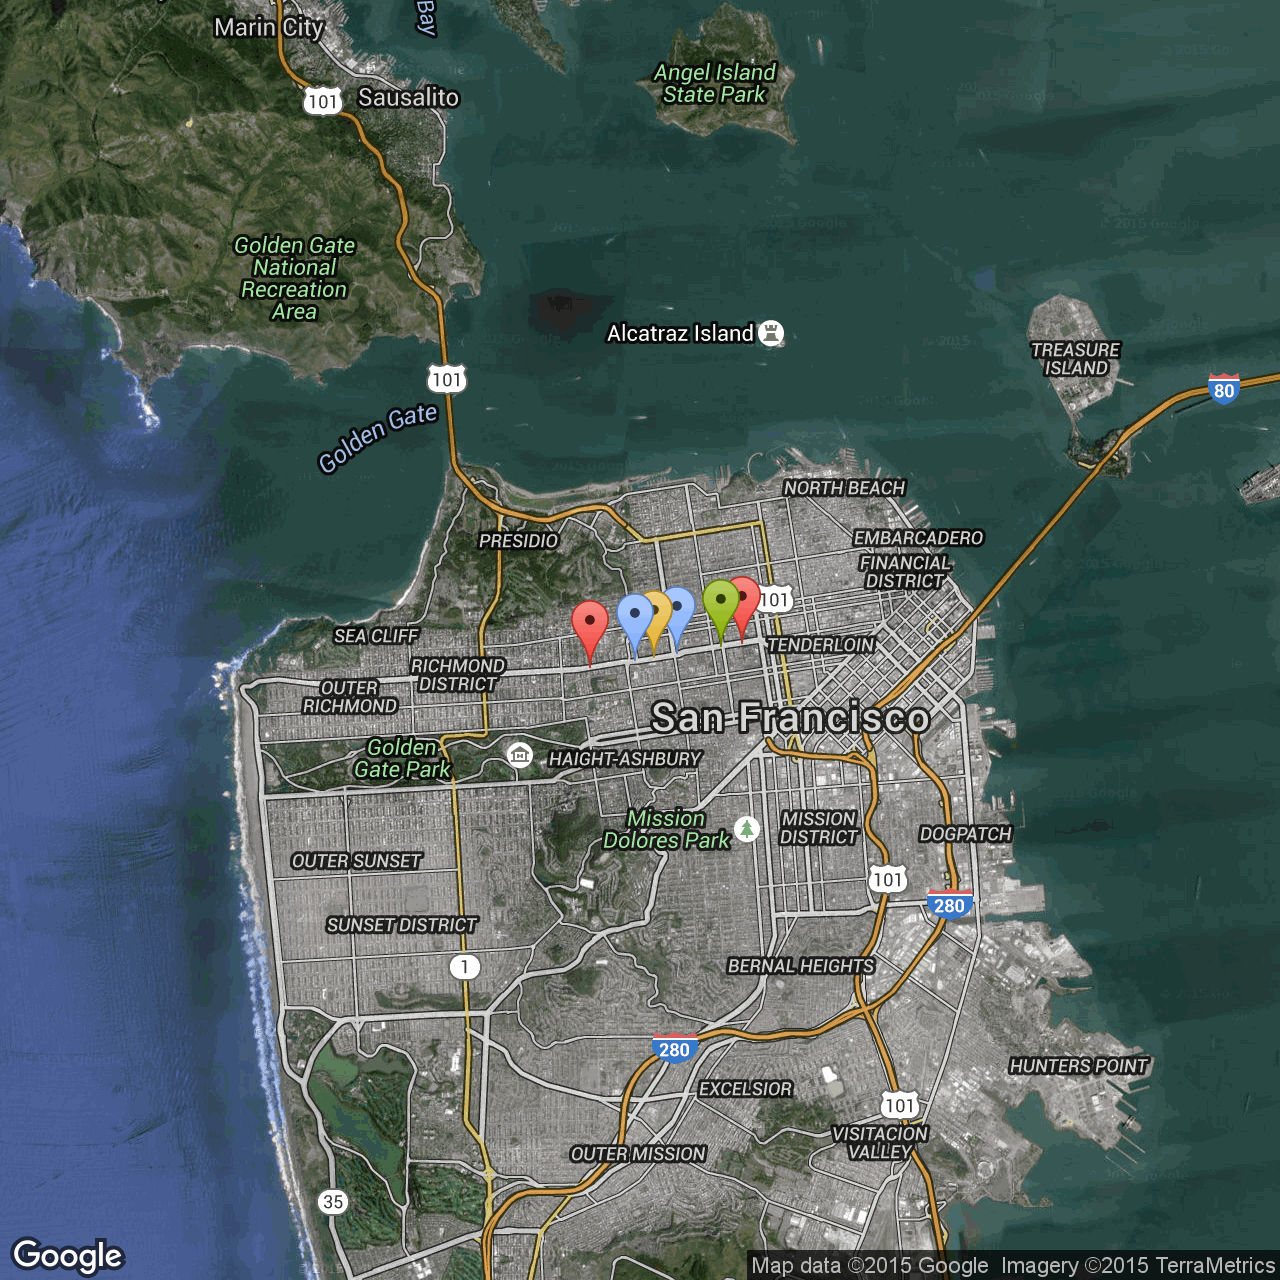 Marin City
Bay
101
Sausalito
Angel Island
State Park
Golden Gate
National
Recreation
Area
Alcatraz Island
TREASURE
ISLAND
80
101
Golden Gate
NORTH BEACH
PRESIDIO
EMBARCADERO
FINANCIAL
DISTRICT
101
SEA CLIFF
TENDERLOIN
RICHMOND
DISTRICT
OUTER
RICHMOND
San Francisco
Golden
Gate Park
HAIGHT-ASHBURY
Mission
Dolores Park
MISSION
DISTRICT
DOGPATCH
OUTER SUNSET
101
280
SUNSET DISTRICT
1
BERNAL HEIGHTS
280
HUNTERS POINT
EXCELSIOR
101
VISITACION
VALLEY
OUTER MISSION
35
Google
Map data ©2015 Google Imagery ©2015 TerraMetrics